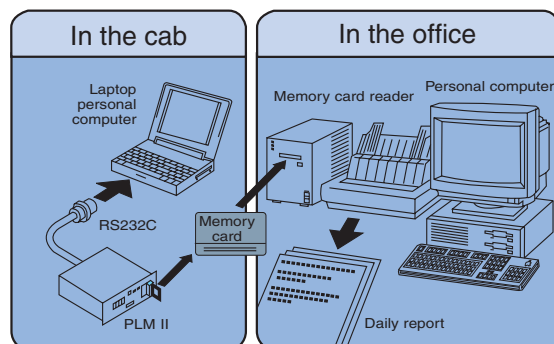 In the cab
Laptop
personal
computer
RS232C
Memory
card
PLM II
In the office
Memory card reader
Personal computer
Daily report